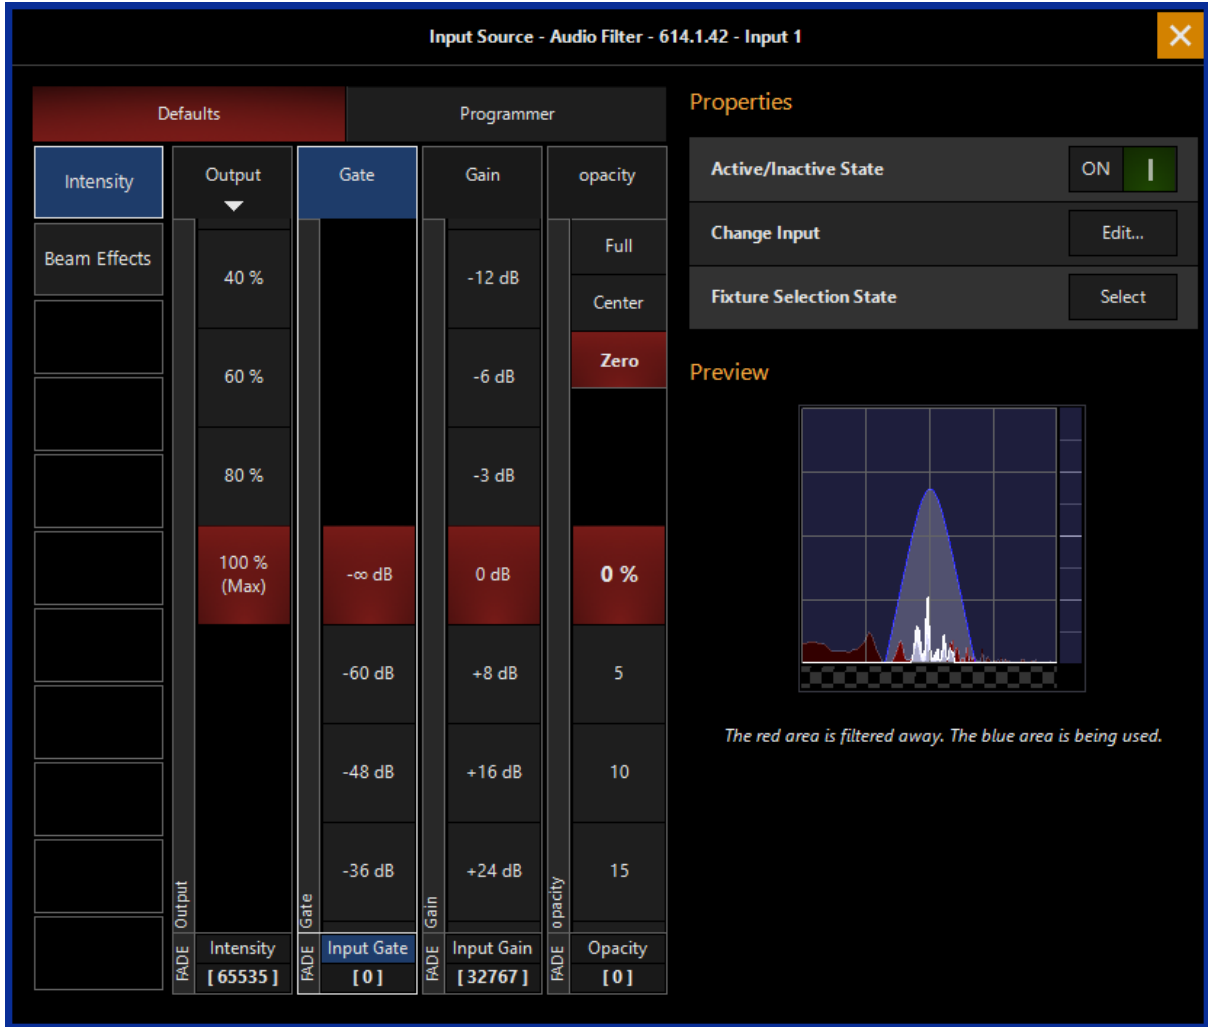 Input Source - Audio Filter - 614.1.42 - Input 1
Defaults
Programmer
Intensity
Beam Effects
Output
40 %
60 %
80 %
100 %
(Max)
Output
FADE
Intensity
[ 65535 ]
Gate
-∞ dB
-60 dB
-48 dB
-36 dB
Gate
FADE
Input Gate
[ 0 ]
Gain
-12 dB
-6 dB
-3 dB
0 dB
+8 dB
+16 dB
+24 dB
Gain
FADE
Input Gain
[ 32767 ]
opacity
Full
Center
Zero
0 %
5
10
15
opacity
FADE
Opacity
[ 0 ]
Properties
Active/Inactive State
ON
Change Input
Edit...
Fixture Selection State
Select
Preview
The red area is filtered away. The blue area is being used.